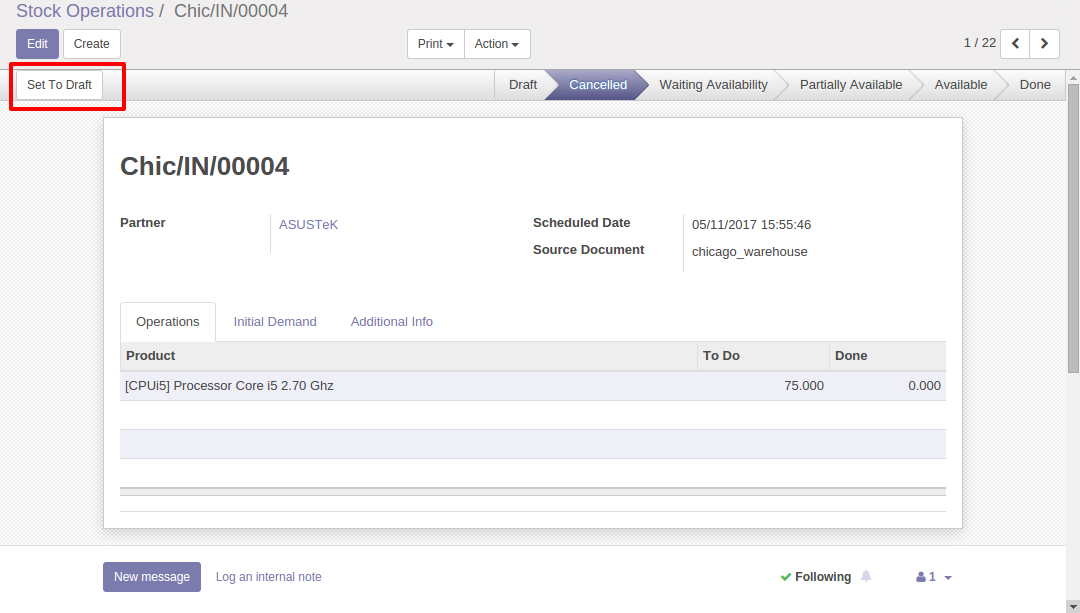 Stock Operations / Chic/IN/00004
Edit Create Print Action 1 / 22
Set To Draft Draft Cancelled Waiting Availability Partially Available Available Done
Chic/IN/00004
Partner ASUSTeK Scheduled Date 05/11/2017 15:55:46
Source Document chicago_warehouse
Operations Initial Demand Additional Info
Product To Do Done
[CPUi5] Processor Core i5 2.70 Ghz 75.000 0.000
New message Log an internal note Following 1